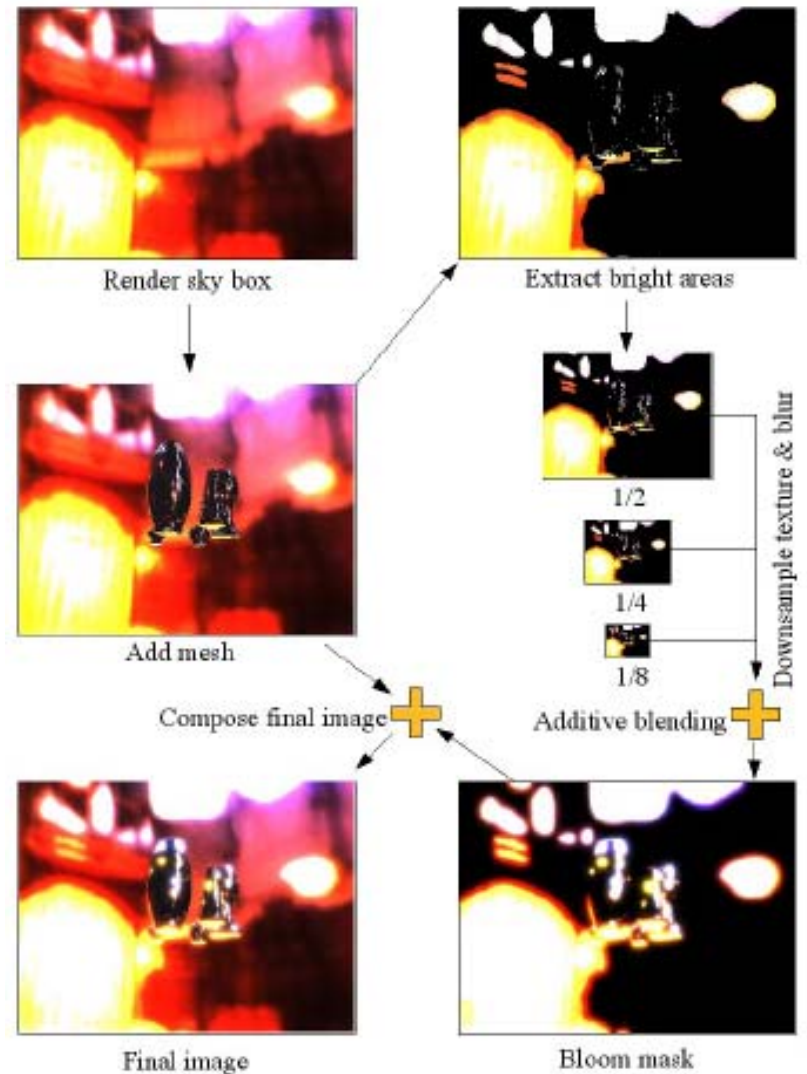 Render sky box
Extract bright areas
Add mesh
1/2
1/4
1/8
Downsample texture & blur
Compose final image
Additive blending
Final image
Bloom mask